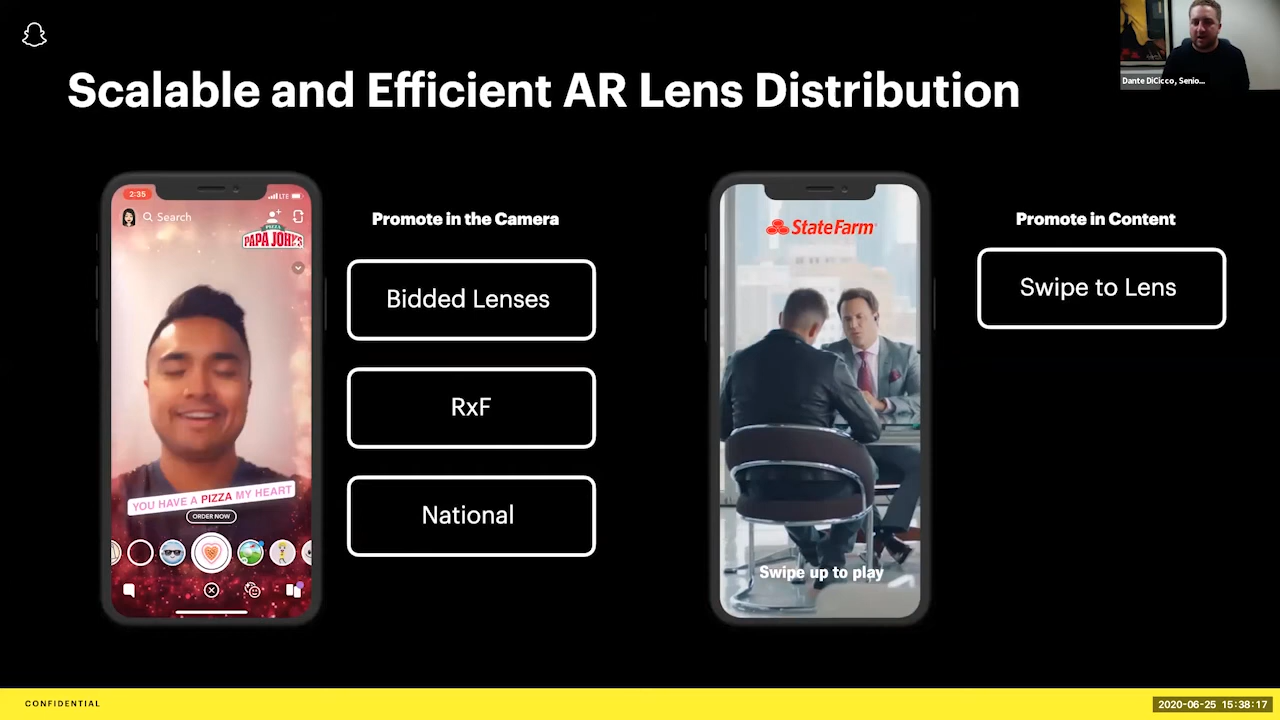 Scalable and Efficient AR Lens Distribution
Dante DiCicco, Senio...
2:35
LTE
Search
PIZZA
PAPA JOHN'S
YOU HAVE A PIZZA MY HEART
ORDER NOW
Promote in the Camera
Bidded Lenses
RxF
National
StateFarm
Swipe up to play
Promote in Content
Swipe to Lens
CONFIDENTIAL
2020-06-25 15:38:17